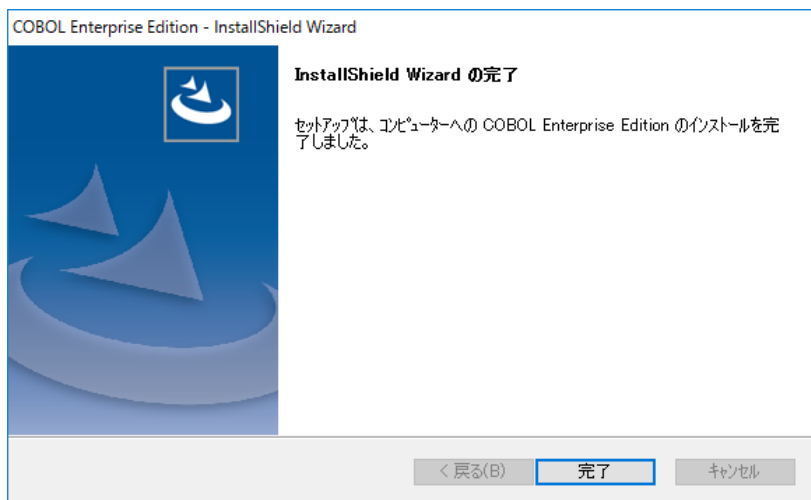 COBOL Enterprise Edition - InstallShield Wizard
InstallShield Wizard の完了
セットアップは、コンピューターへの COBOL Enterprise Edition のインストールを完
了しました。
< 戻る(B)
完了
キャンセル